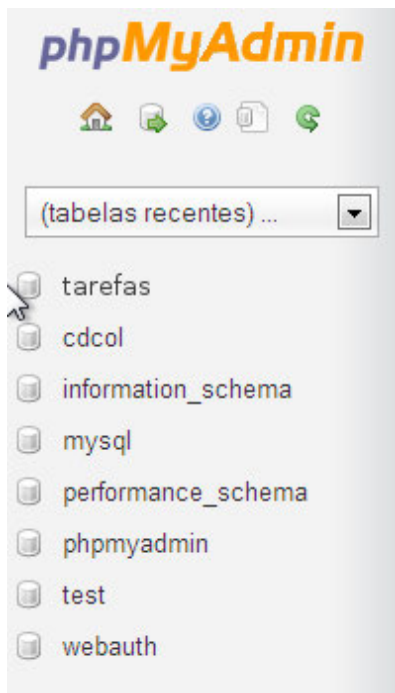 phpMyAdmin
(tabelas recentes) ...
tarefas
cdcol
information_schema
mysql
performance_schema
phpmyadmin
test
webauth